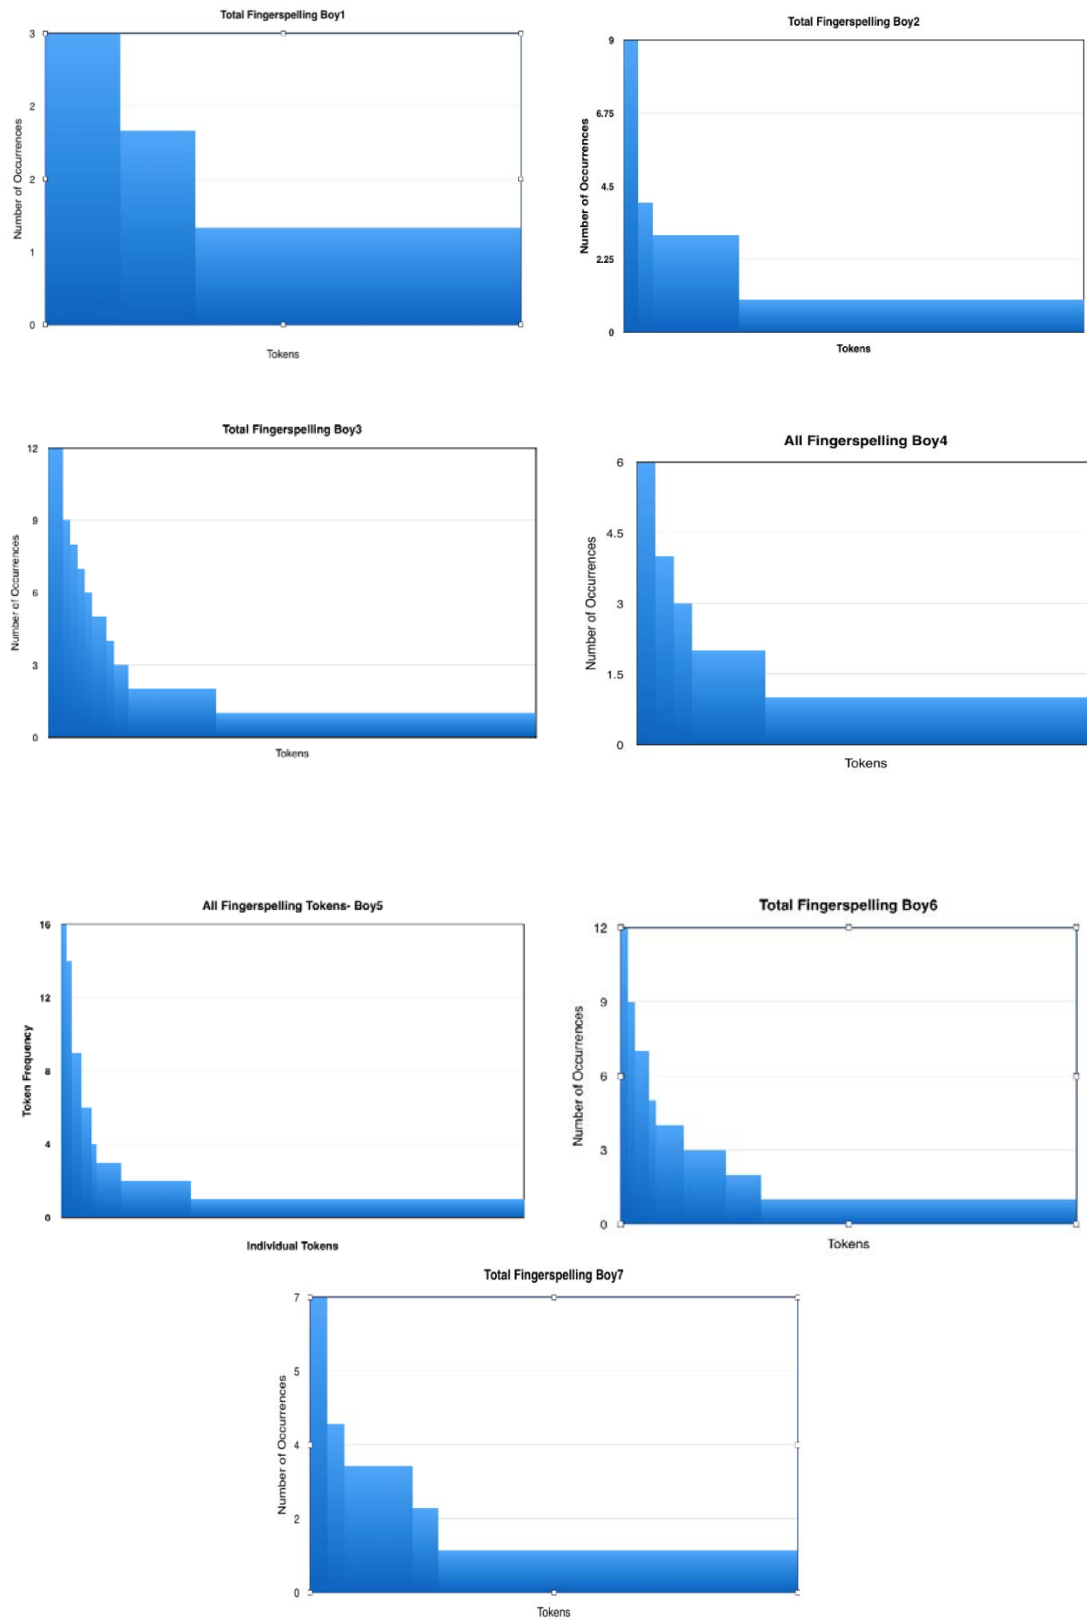 Total Fingerspelling Boy1
3
2
2
1
0
Number of Occurrences
Tokens
Total Fingerspelling Boy2
9
6.75
4.5
2.25
0
Number of Occurrences
Tokens
Total Fingerspelling Boy3
12
9
6
3
0
Number of Occurrences
Tokens
All Fingerspelling Boy4
6
4.5
3
1.5
0
Number of Occurrences
Tokens
All Fingerspelling Tokens- Boy5
16
12
8
4
0
Token Frequency
Individual Tokens
Total Fingerspelling Boy6
12
9
6
3
0
Number of Occurrences
Tokens
Total Fingerspelling Boy7
7
5
4
2
0
Number of Occurrences
Tokens